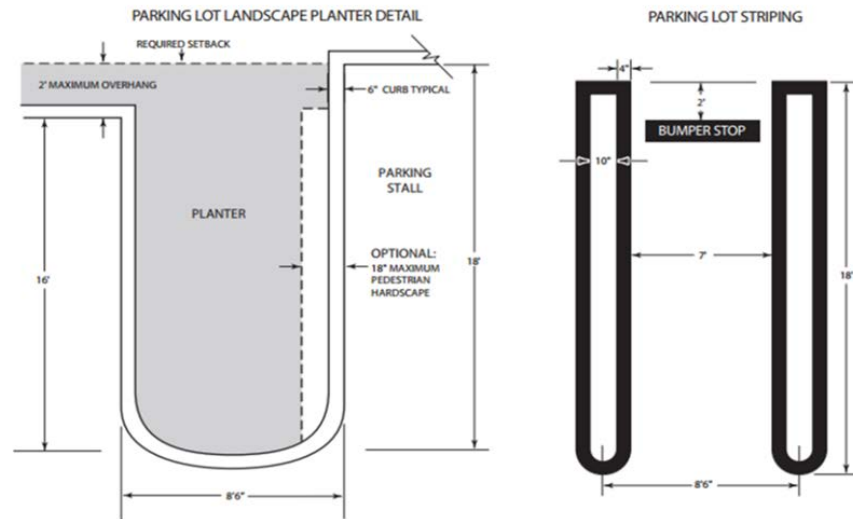 PARKING LOT LANDSCAPE PLANTER DETAIL
REQUIRED SETBACK
2' MAXIMUM OVERHANG
6" CURB TYPICAL
PARKING
STALL
PLANTER
OPTIONAL:
18" MAXIMUM
PEDESTRIAN
HARDSCAPE
16'
18'
8'6"
PARKING LOT STRIPING
4"
2'
BUMPER STOP
10"
7'
18'
8'6"